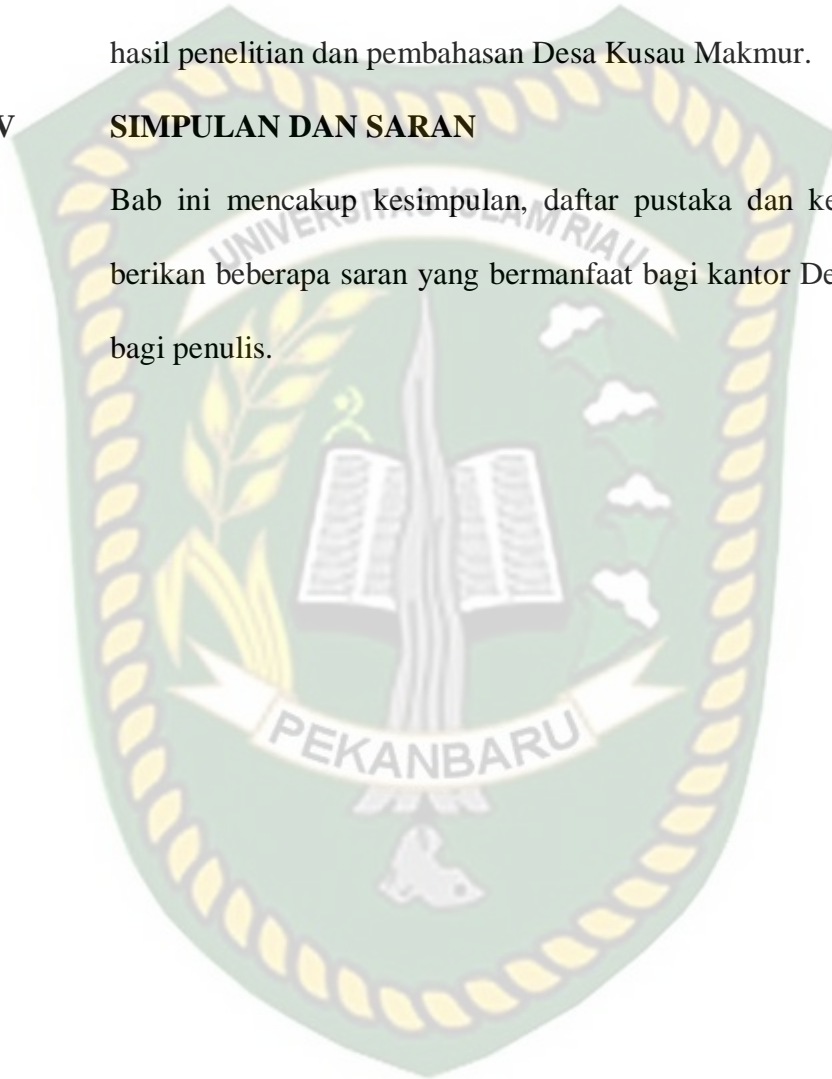 hasil penelitian dan pembahasan Desa Kusau Makmur.
V SIMPULAN DAN SARAN
Bab ini mencakup kesimpulan, daftar pustaka dan ke
berikan beberapa saran yang bermanfaat bagi kantor De
bagi penulis.
UNIVERSITAS ISLAM RIAU
PEKANBARU